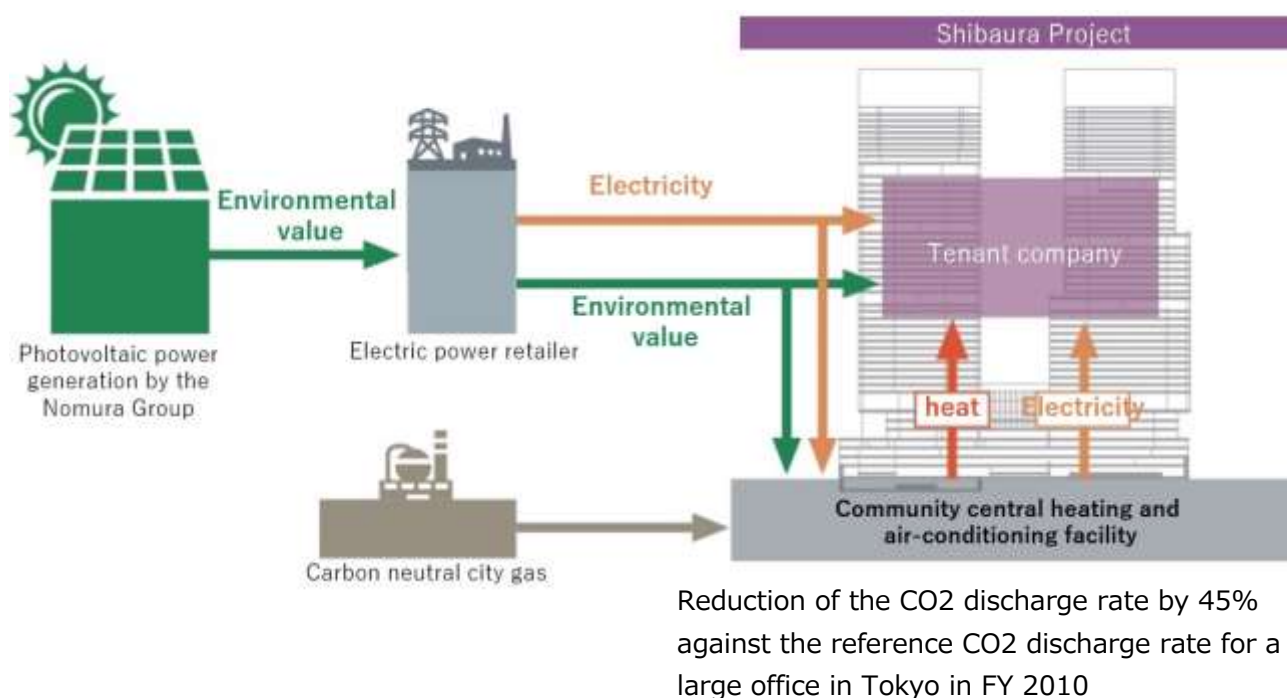 Shibaura Project
Environmental
value
Electricity
Tenant company
Environmental
value
Photovoltaic power
generation by the
Nomura Group
Electric power retailer
heat
Electricity
Community central heating and
air-conditioning facility
Carbon neutral city gas
Reduction of the CO2 discharge rate by 45%
against the reference CO2 discharge rate for a
large office in Tokyo in FY 2010